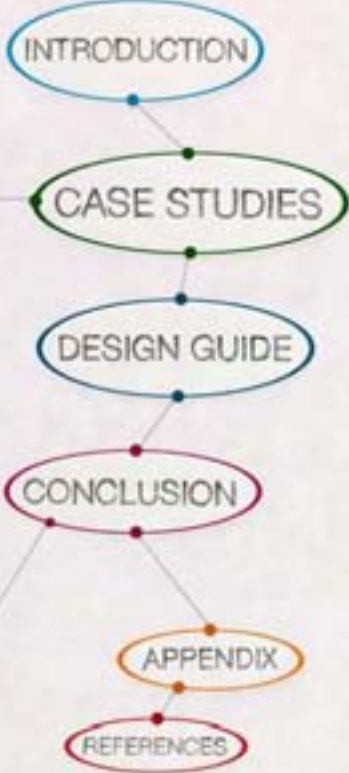 INTRODUCTION
CASE STUDIES
DESIGN GUIDE
CONCLUSION
APPENDIX
REFERENCES